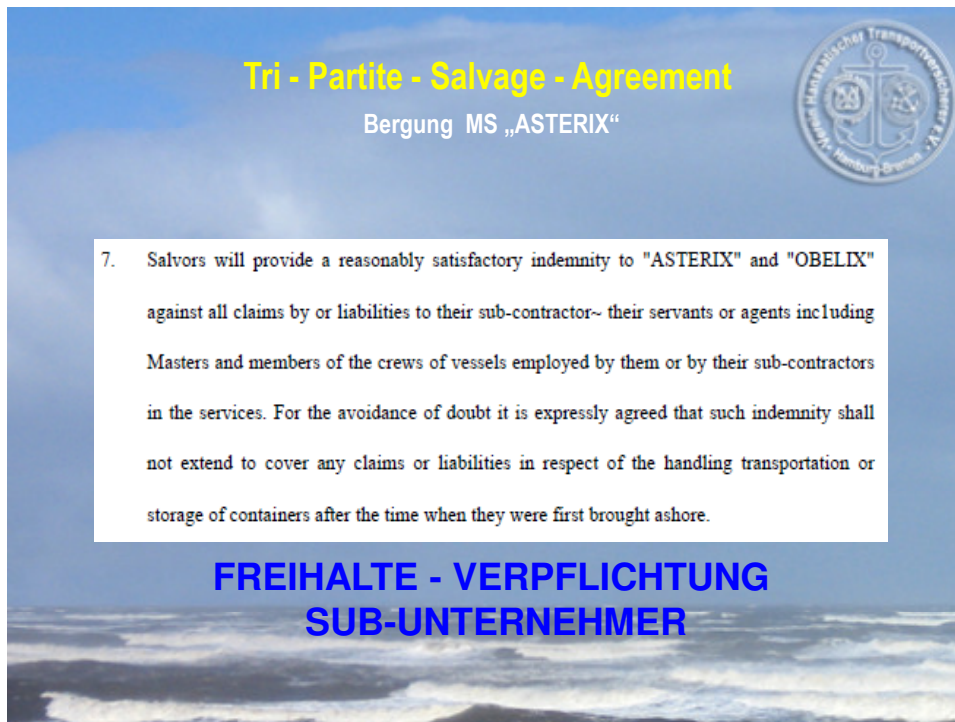 Tri - Partite - Salvage - Agreement
Bergung MS „ASTERIX“
Verein Hanseatischer Transportversicherer e.V.
Hamburg-Bremen
7. Salvors will provide a reasonably satisfactory indemnity to "ASTERIX" and "OBELIX"
against all claims by or liabilities to their sub-contractor~ their servants or agents inc1uding
Masters and members of the crews of vessels employed by them or by their sub-contractors
in the services. For the avoidance of doubt it is expressly agreed that such indemnity shall
not extend to cover any claims or liabilities in respect of the handling transportation or
storage of containers after the time when they were first brought ashore.
FREIHALTE - VERPFLICHTUNG
SUB-UNTERNEHMER